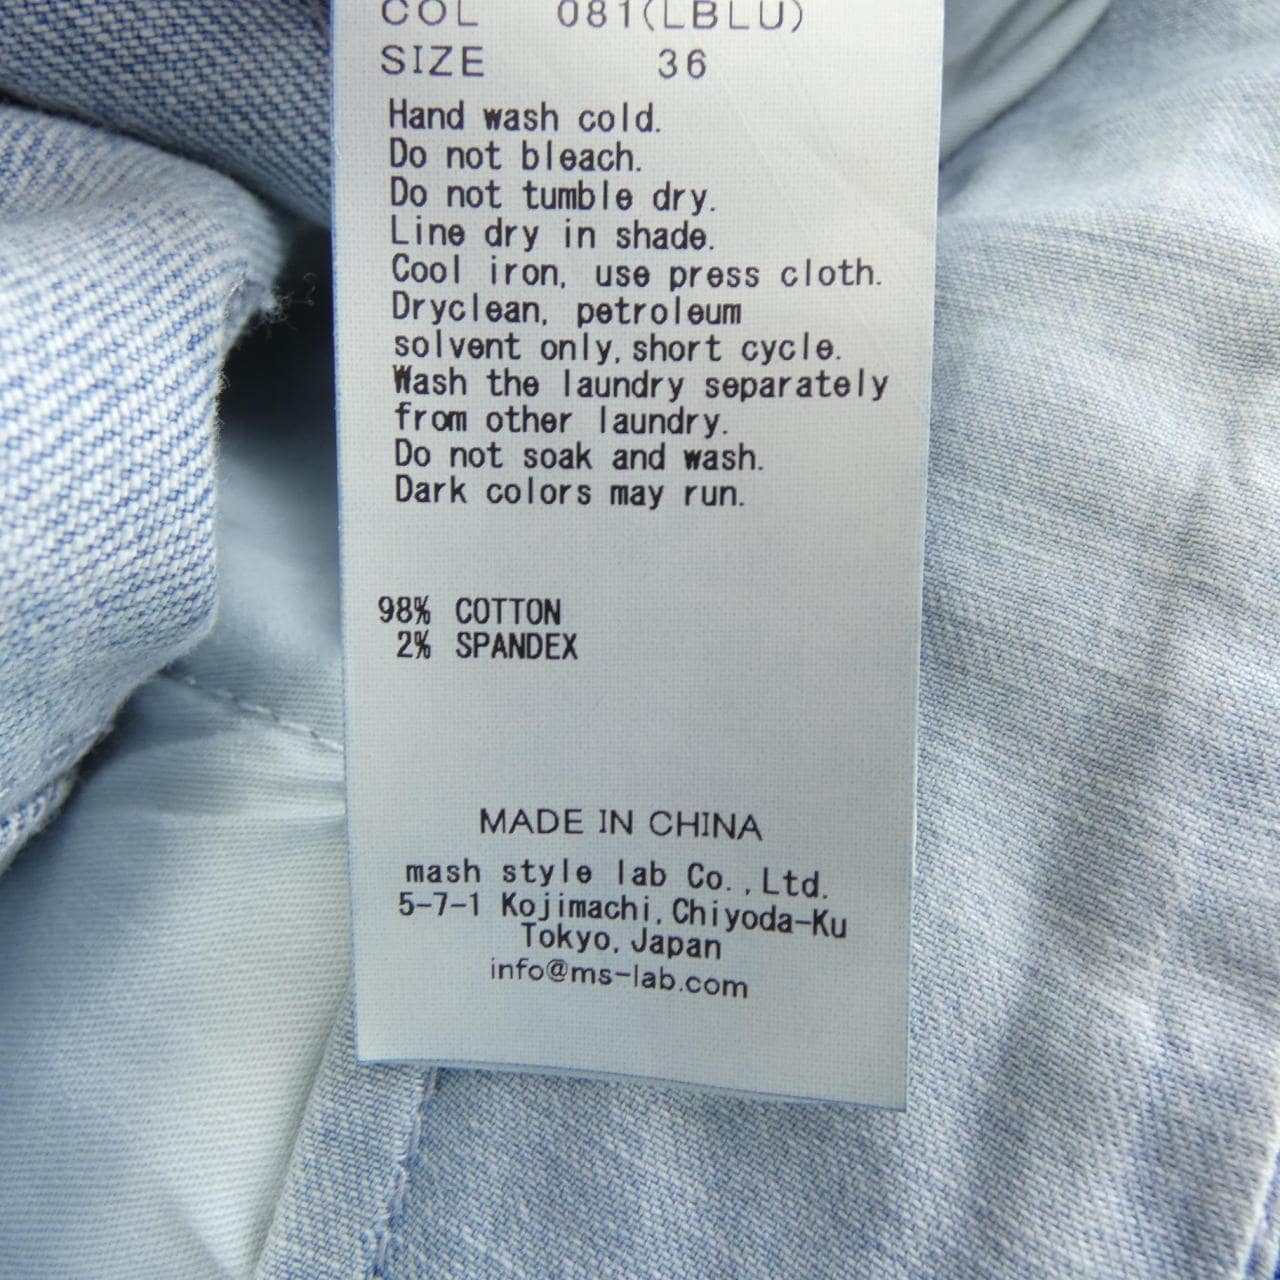 COL 081(LBLU)
SIZE 36
Hand wash cold.
Do not bleach.
Do not tumble dry.
Line dry in shade.
Cool iron, use press cloth.
Dryclean, petroleum
solvent only, short cycle.
Wash the laundry separately
from other laundry.
Do not soak and wash.
Dark colors may run.
98% COTTON
2% SPANDEX
MADE IN CHINA
mash style lab Co.,Ltd.
5-7-1 Kojimachi, Chiyoda-Ku
Tokyo, Japan
info@ms-lab.com